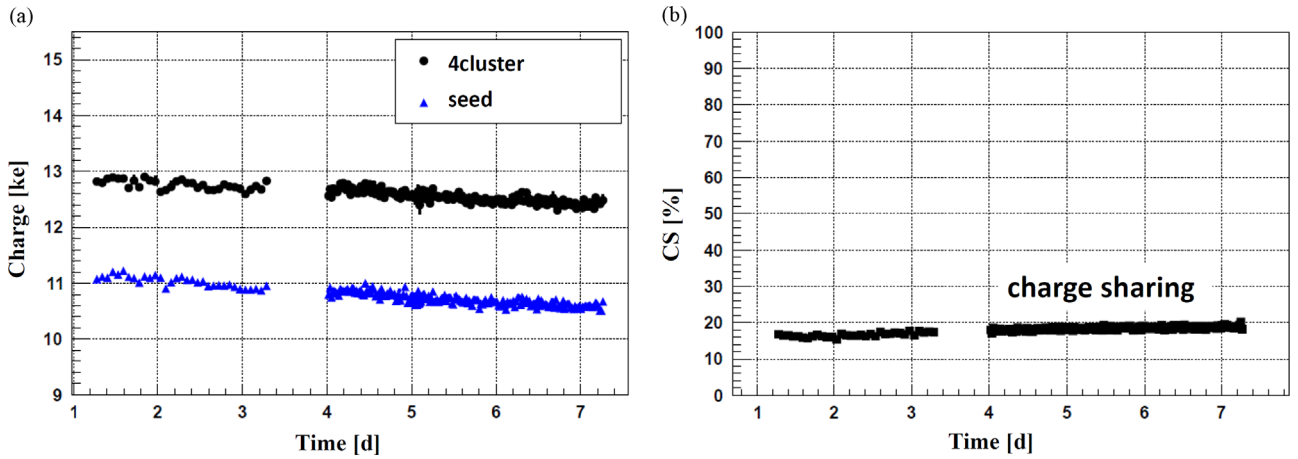 (a)
15
14
13
12
11
10
9
Charge [ke]
4cluster
seed
1 2 3 4 5 6 7
Time [d]
(b)
100
90
80
70
60
50
40
30
20
10
0
CS [%]
charge sharing
1 2 3 4 5 6 7
Time [d]